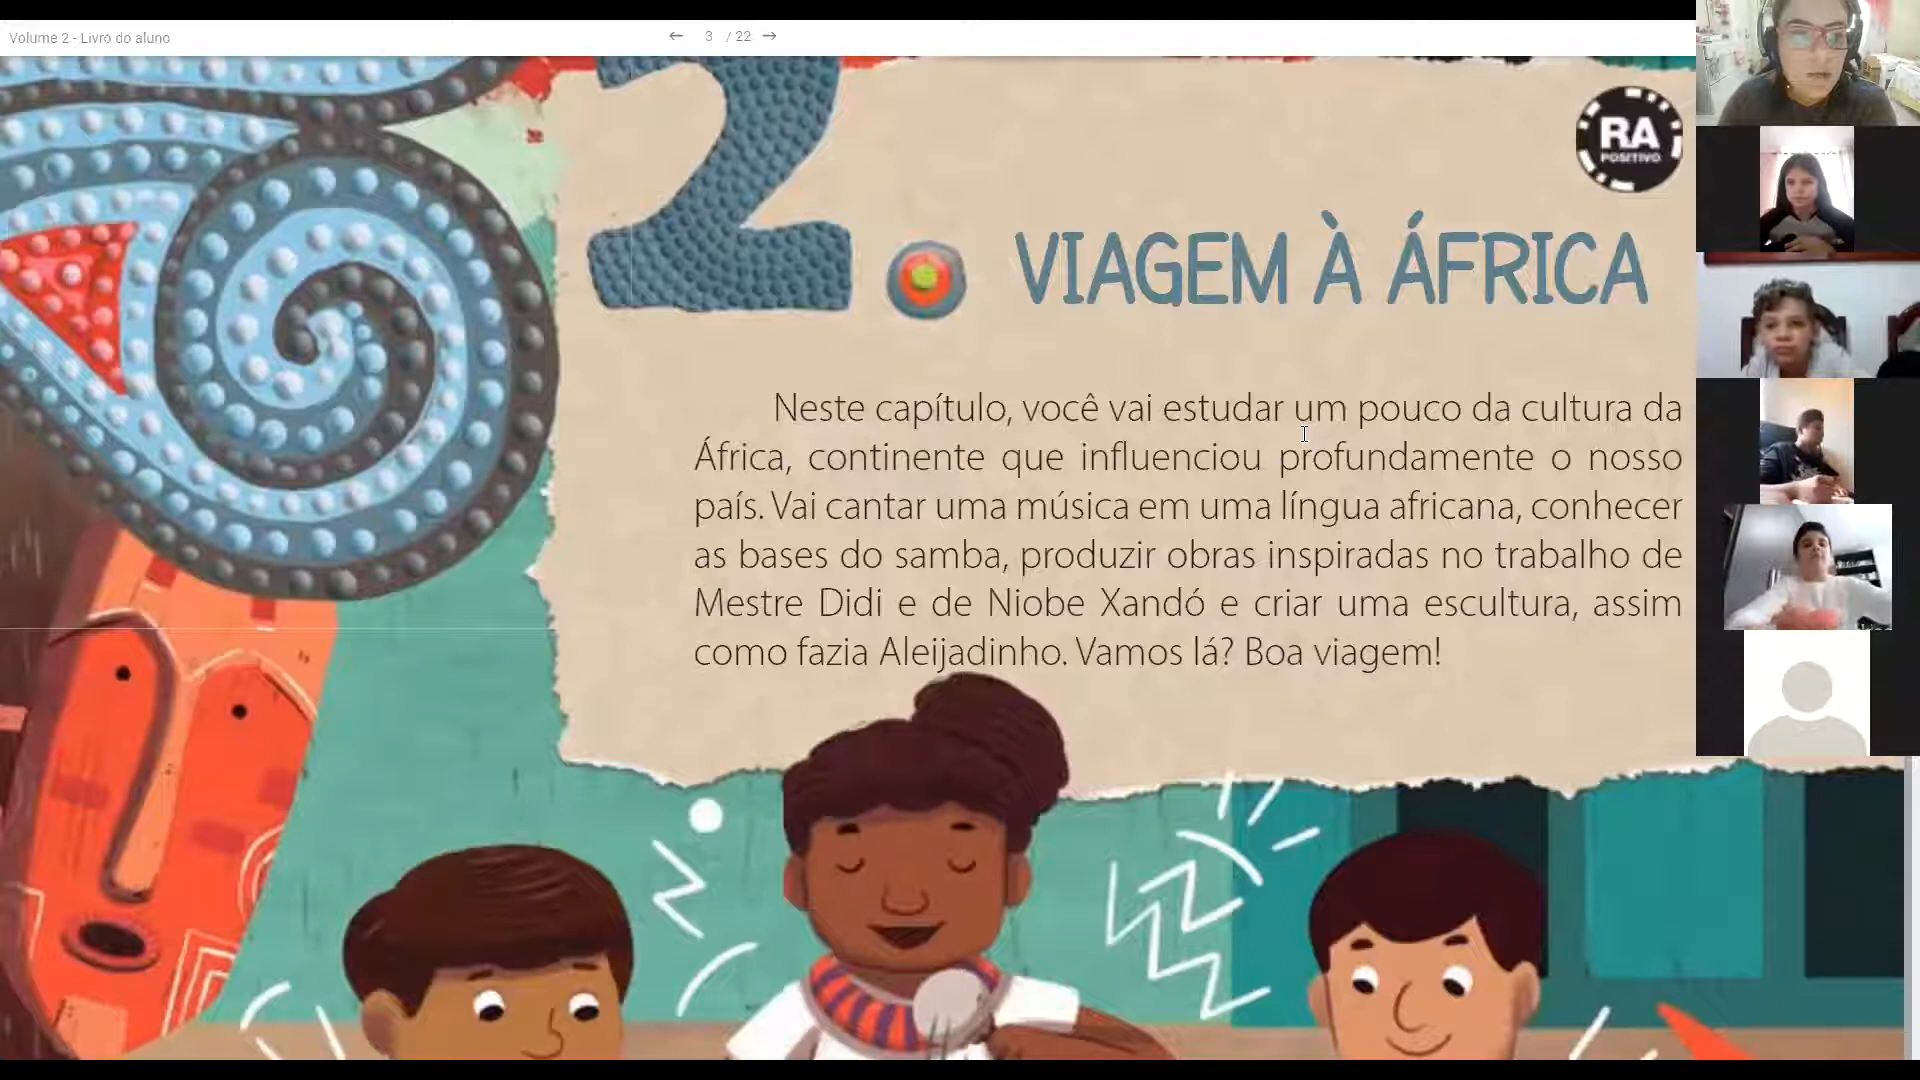 Volume 2 - Livro do aluno
← 3 / 22 →
RA
POSITIVO
2. VIAGEM À ÁFRICA
Neste capítulo, você vai estudar um pouco da cultura da
África, continente que influenciou profundamente o nosso
país. Vai cantar uma música em uma língua africana, conhecer
as bases do samba, produzir obras inspiradas no trabalho de
Mestre Didi e de Niobe Xandó e criar uma escultura, assim
como fazia Aleijadinho. Vamos lá? Boa viagem!